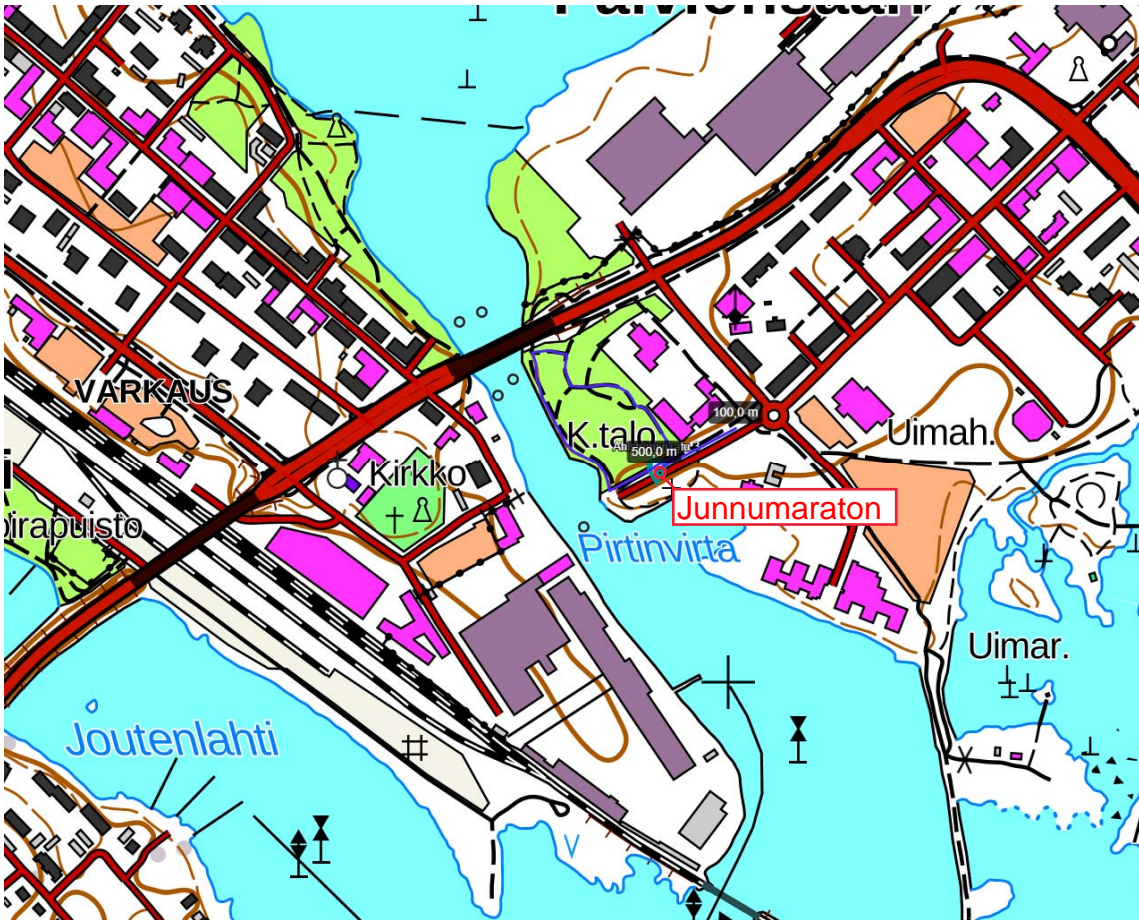 VARKAUS
100,0 m
K.talo
500,0 m
Uimah.
Kirkko
Junnumaraton
Pirtinvirta
Uimar.
Joutenlahti